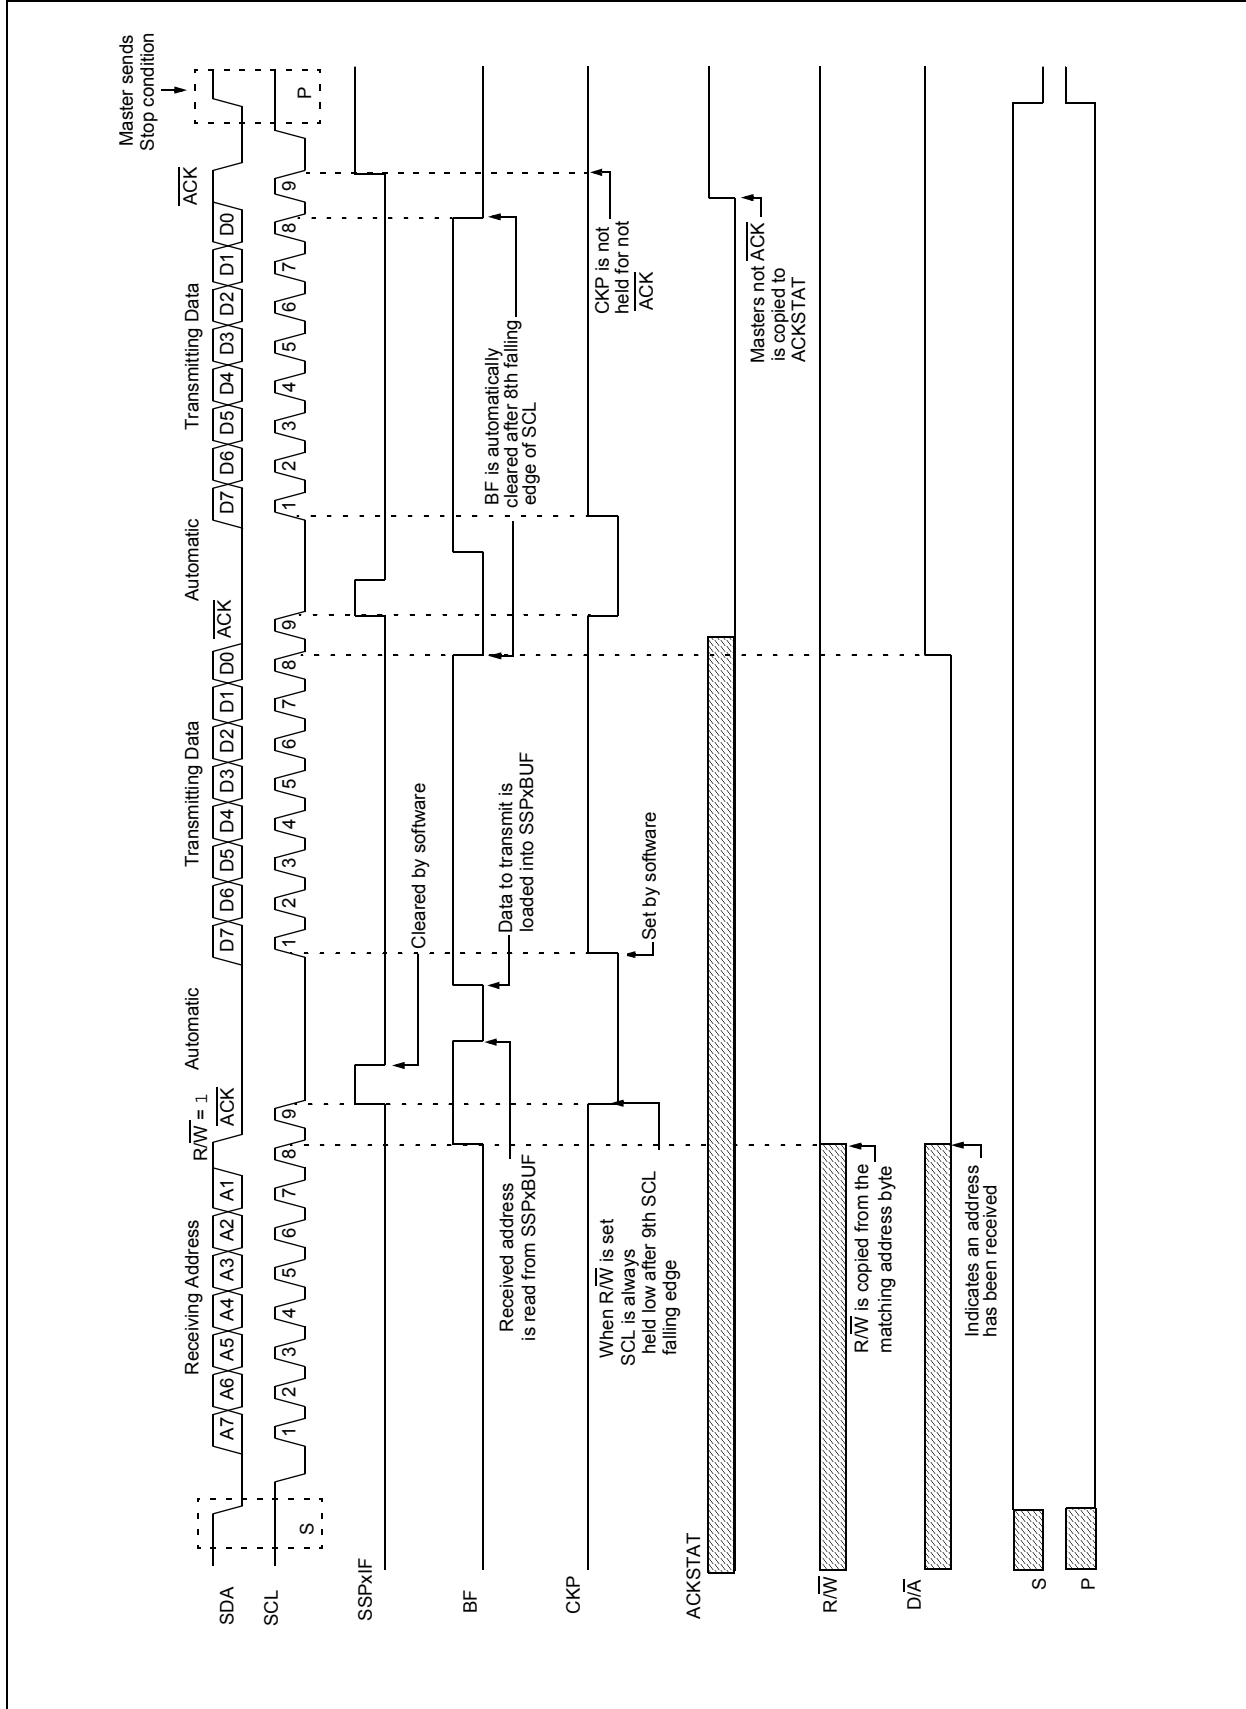 Master sends
Stop condition
Receiving Address
R/W̅ = 1
A̅C̅K̅
Automatic
Transmitting Data
A̅C̅K̅
Automatic
Transmitting Data
A̅C̅K̅
SDA
A7 A6 A5 A4 A3 A2 A1
D7 D6 D5 D4 D3 D2 D1 D0
D7 D6 D5 D4 D3 D2 D1 D0
SCL
S
1 2 3 4 5 6 7 8 9
1 2 3 4 5 6 7 8 9
1 2 3 4 5 6 7 8 9
P
SSPxIF
Cleared by software
BF
Received address
is read from SSPxBUF
Data to transmit is
loaded into SSPxBUF
BF is automatically
cleared after 8th falling
edge of SCL
CKP
When R/W̅ is set
SCL is always
held low after 9th SCL
falling edge
Set by software
CKP is not
held for not
A̅C̅K̅
ACKSTAT
Masters not A̅C̅K̅
is copied to
ACKSTAT
R/W̅
R/W̅ is copied from the
matching address byte
D/A̅
Indicates an address
has been received
S
P